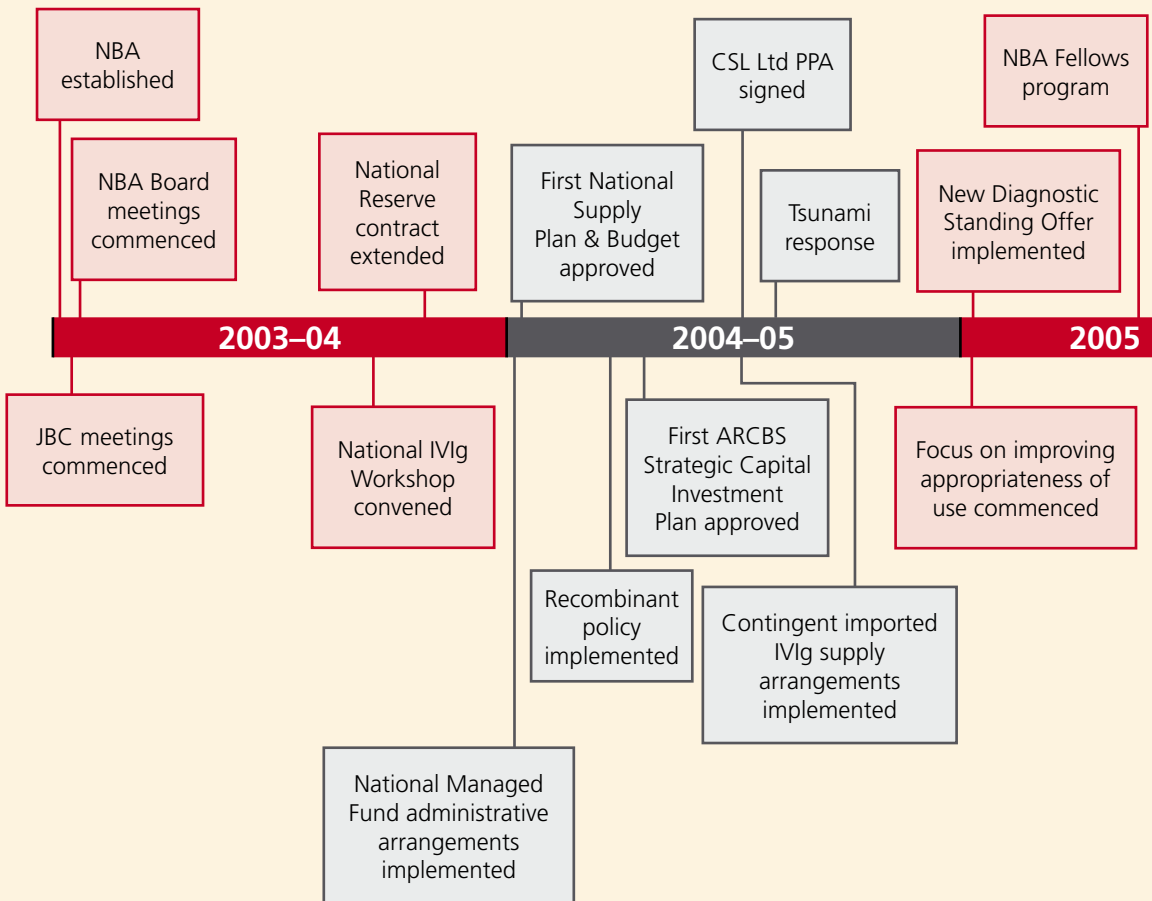 NBA
established
NBA Board
meetings
commenced
National
Reserve
contract
extended
First National
Supply
Plan & Budget
approved
CSL Ltd PPA
signed
Tsunami
response
New Diagnostic
Standing Offer
implemented
NBA Fellows
program
2003–04
2004–05
2005
JBC meetings
commenced
National IVIg
Workshop
convened
National Managed
Fund administrative
arrangements
implemented
Recombinant
policy
implemented
First ARCBS
Strategic Capital
Investment
Plan approved
Contingent imported
IVIg supply
arrangements
implemented
Focus on improving
appropriateness of
use commenced